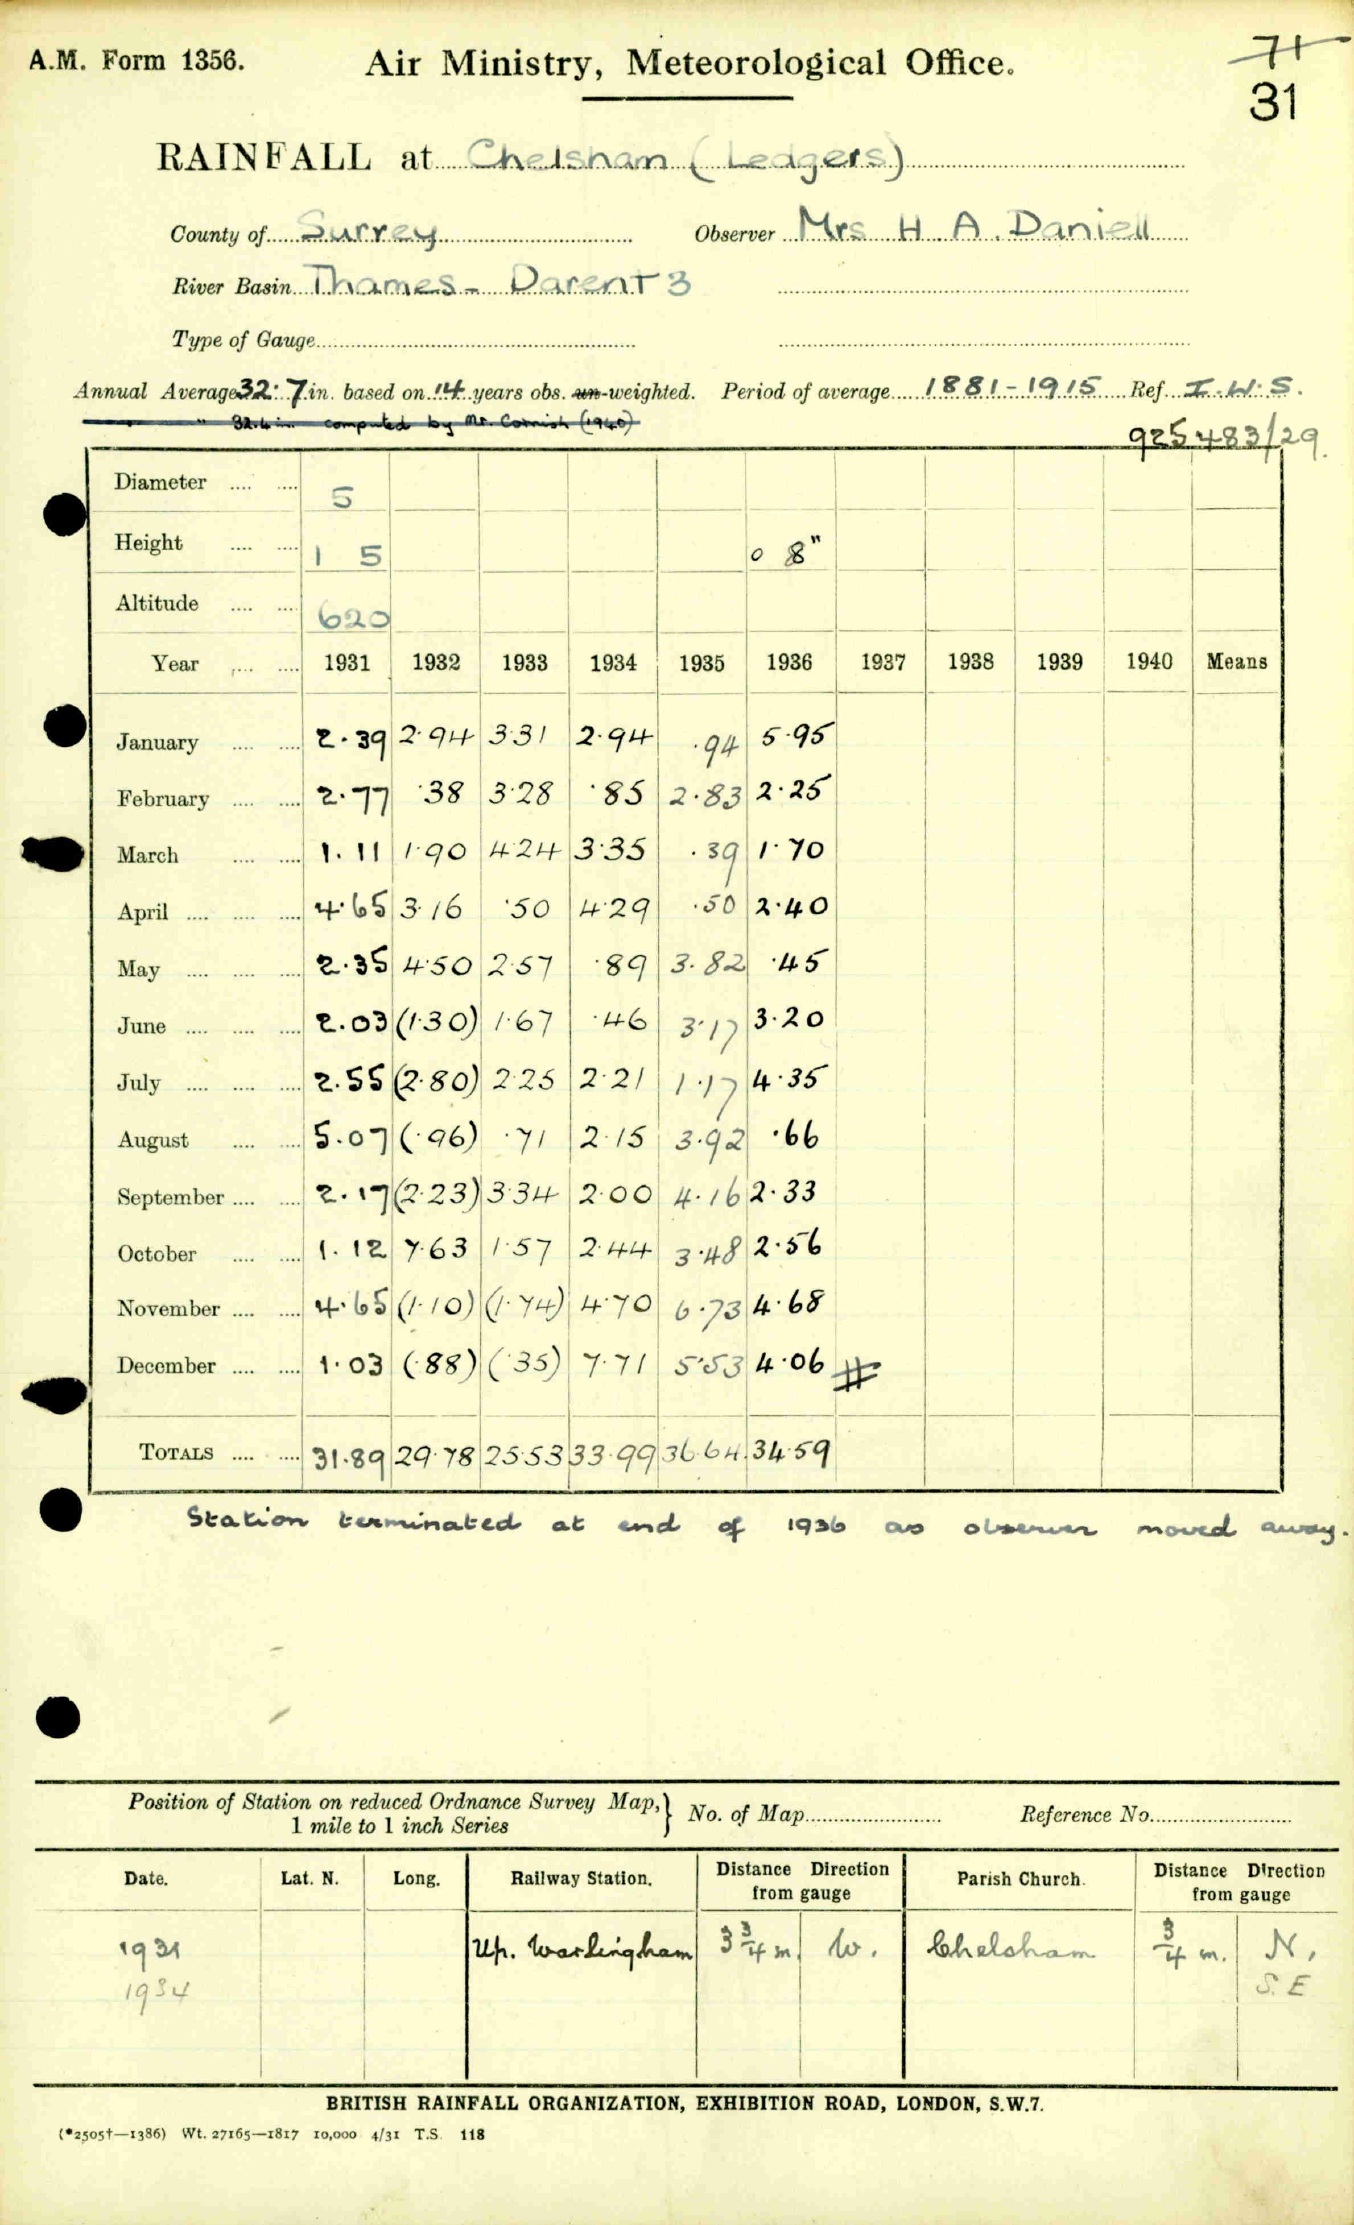 A.M. Form 1356.
Air Ministry, Meteorological Office.
71
31
RAINFALL at Chelsham (Ledgers)
County of Surrey Observer Mrs H. A. Daniell
River Basin Thames - Darent 3
Type of Gauge
Annual Average 32.7 in. based on 14 years obs. un-weighted. Period of average 1881-1915 Ref. I.W.S.
" 32.4 in. computed by Mr. Cornish (1940)
925483/29.
Diameter .... .... 5
Height .... .... 1 5 0 8"
Altitude .... .... 620
Year .... .... 1931 1932 1933 1934 1935 1936 1937 1938 1939 1940 Means
January .... .... 2.39 2.94 3.31 2.94 .94 5.95
February .... .... 2.77 .38 3.28 .85 2.83 2.25
March .... .... 1.11 1.90 4.24 3.35 .39 1.70
April .... .... .... 4.65 3.16 .50 4.29 .50 2.40
May .... .... .... 2.35 4.50 2.57 .89 3.82 .45
June .... .... .... 2.03 (1.30) 1.67 .46 3.17 3.20
July .... .... .... 2.55 (2.80) 2.25 2.21 1.17 4.35
August .... .... 5.07 (.96) .71 2.15 3.92 .66
September .... .... 2.17 (2.23) 3.34 2.00 4.16 2.33
October .... .... 1.12 7.63 1.57 2.44 3.48 2.56
November .... .... 4.65 (1.10) (1.74) 4.70 6.73 4.68
December .... .... 1.03 (.88) (.35) 7.71 5.53 4.06 #
TOTALS .... .... 31.89 29.78 25.53 33.99 36.64 34.59
Station terminated at end of 1936 as observer moved away.
Position of Station on reduced Ordnance Survey Map, } No. of Map Reference No.
1 mile to 1 inch Series
Date. Lat. N. Long. Railway Station. Distance Direction from gauge Parish Church. Distance Direction from gauge
1931 Up. Warlingham 3 3/4 m. W. Chelsham 3/4 m. N.
1934 S.E
BRITISH RAINFALL ORGANIZATION, EXHIBITION ROAD, LONDON, S.W.7.
(*2505†—1386) Wt. 27165—1817 10,000 4/31 T.S. 118